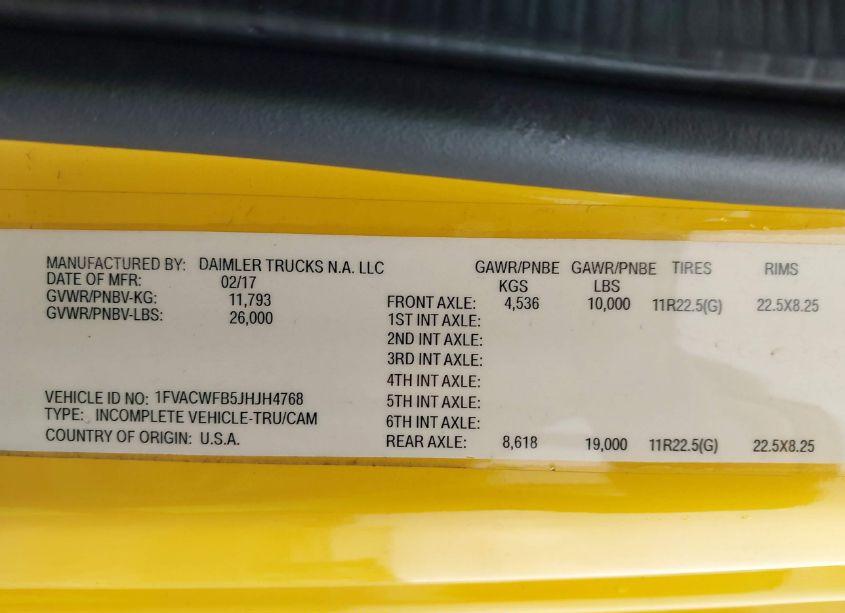 MANUFACTURED BY: DAIMLER TRUCKS N.A. LLC
DATE OF MFR: 02/17
GVWR/PNBV-KG: 11,793
GVWR/PNBV-LBS: 26,000
VEHICLE ID NO: 1FVACWFB5JHJH4768
TYPE: INCOMPLETE VEHICLE-TRU/CAM
COUNTRY OF ORIGIN: U.S.A.
GAWR/PNBE GAWR/PNBE TIRES RIMS
KGS LBS
FRONT AXLE: 4,536 10,000 11R22.5(G) 22.5X8.25
1ST INT AXLE:
2ND INT AXLE:
3RD INT AXLE:
4TH INT AXLE:
5TH INT AXLE:
6TH INT AXLE:
REAR AXLE: 8,618 19,000 11R22.5(G) 22.5X8.25